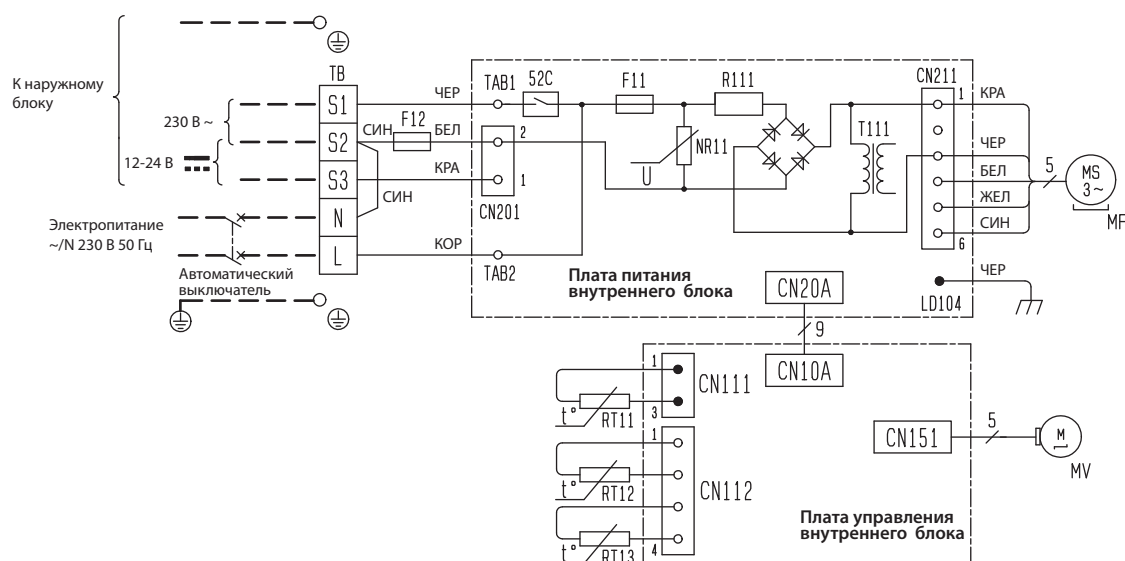 К наружному
блоку
230 В ~
12-24 В
Электропитание
~/N 230 В 50 Гц
Автоматический
выключатель
TB
S1
S2
S3
N
L
ЧЕР
СИН
F12
БЕЛ
КРА
СИН
КОР
TAB1
52C
2
1
CN201
TAB2
F11
R111
NR11
U
T111
CN211
1
6
КРА
ЧЕР
БЕЛ
ЖЕЛ
СИН
5
MS
3~
MF
ЧЕР
LD104
Плата питания
внутреннего блока
CN20A
9
CN10A
1
3
CN111
t°
RT11
1
4
CN112
t°
RT12
t°
RT13
CN151
5
M
MV
Плата управления
внутреннего блока